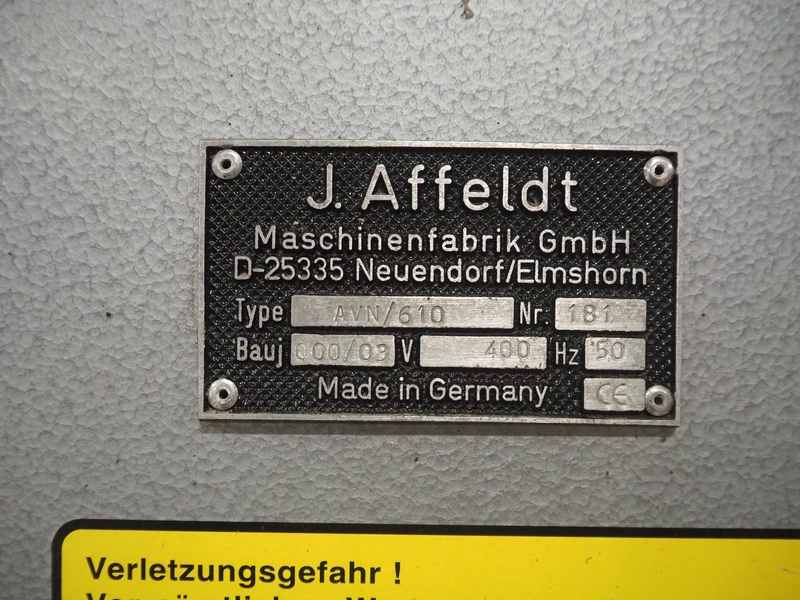 J. Affeldt
Maschinenfabrik GmbH
D-25335 Neuendorf/Elmshorn
Type AVN/610 Nr. 181
Bauj 000/03 V 400 Hz 50
Made in Germany CE
Verletzungsgefahr !